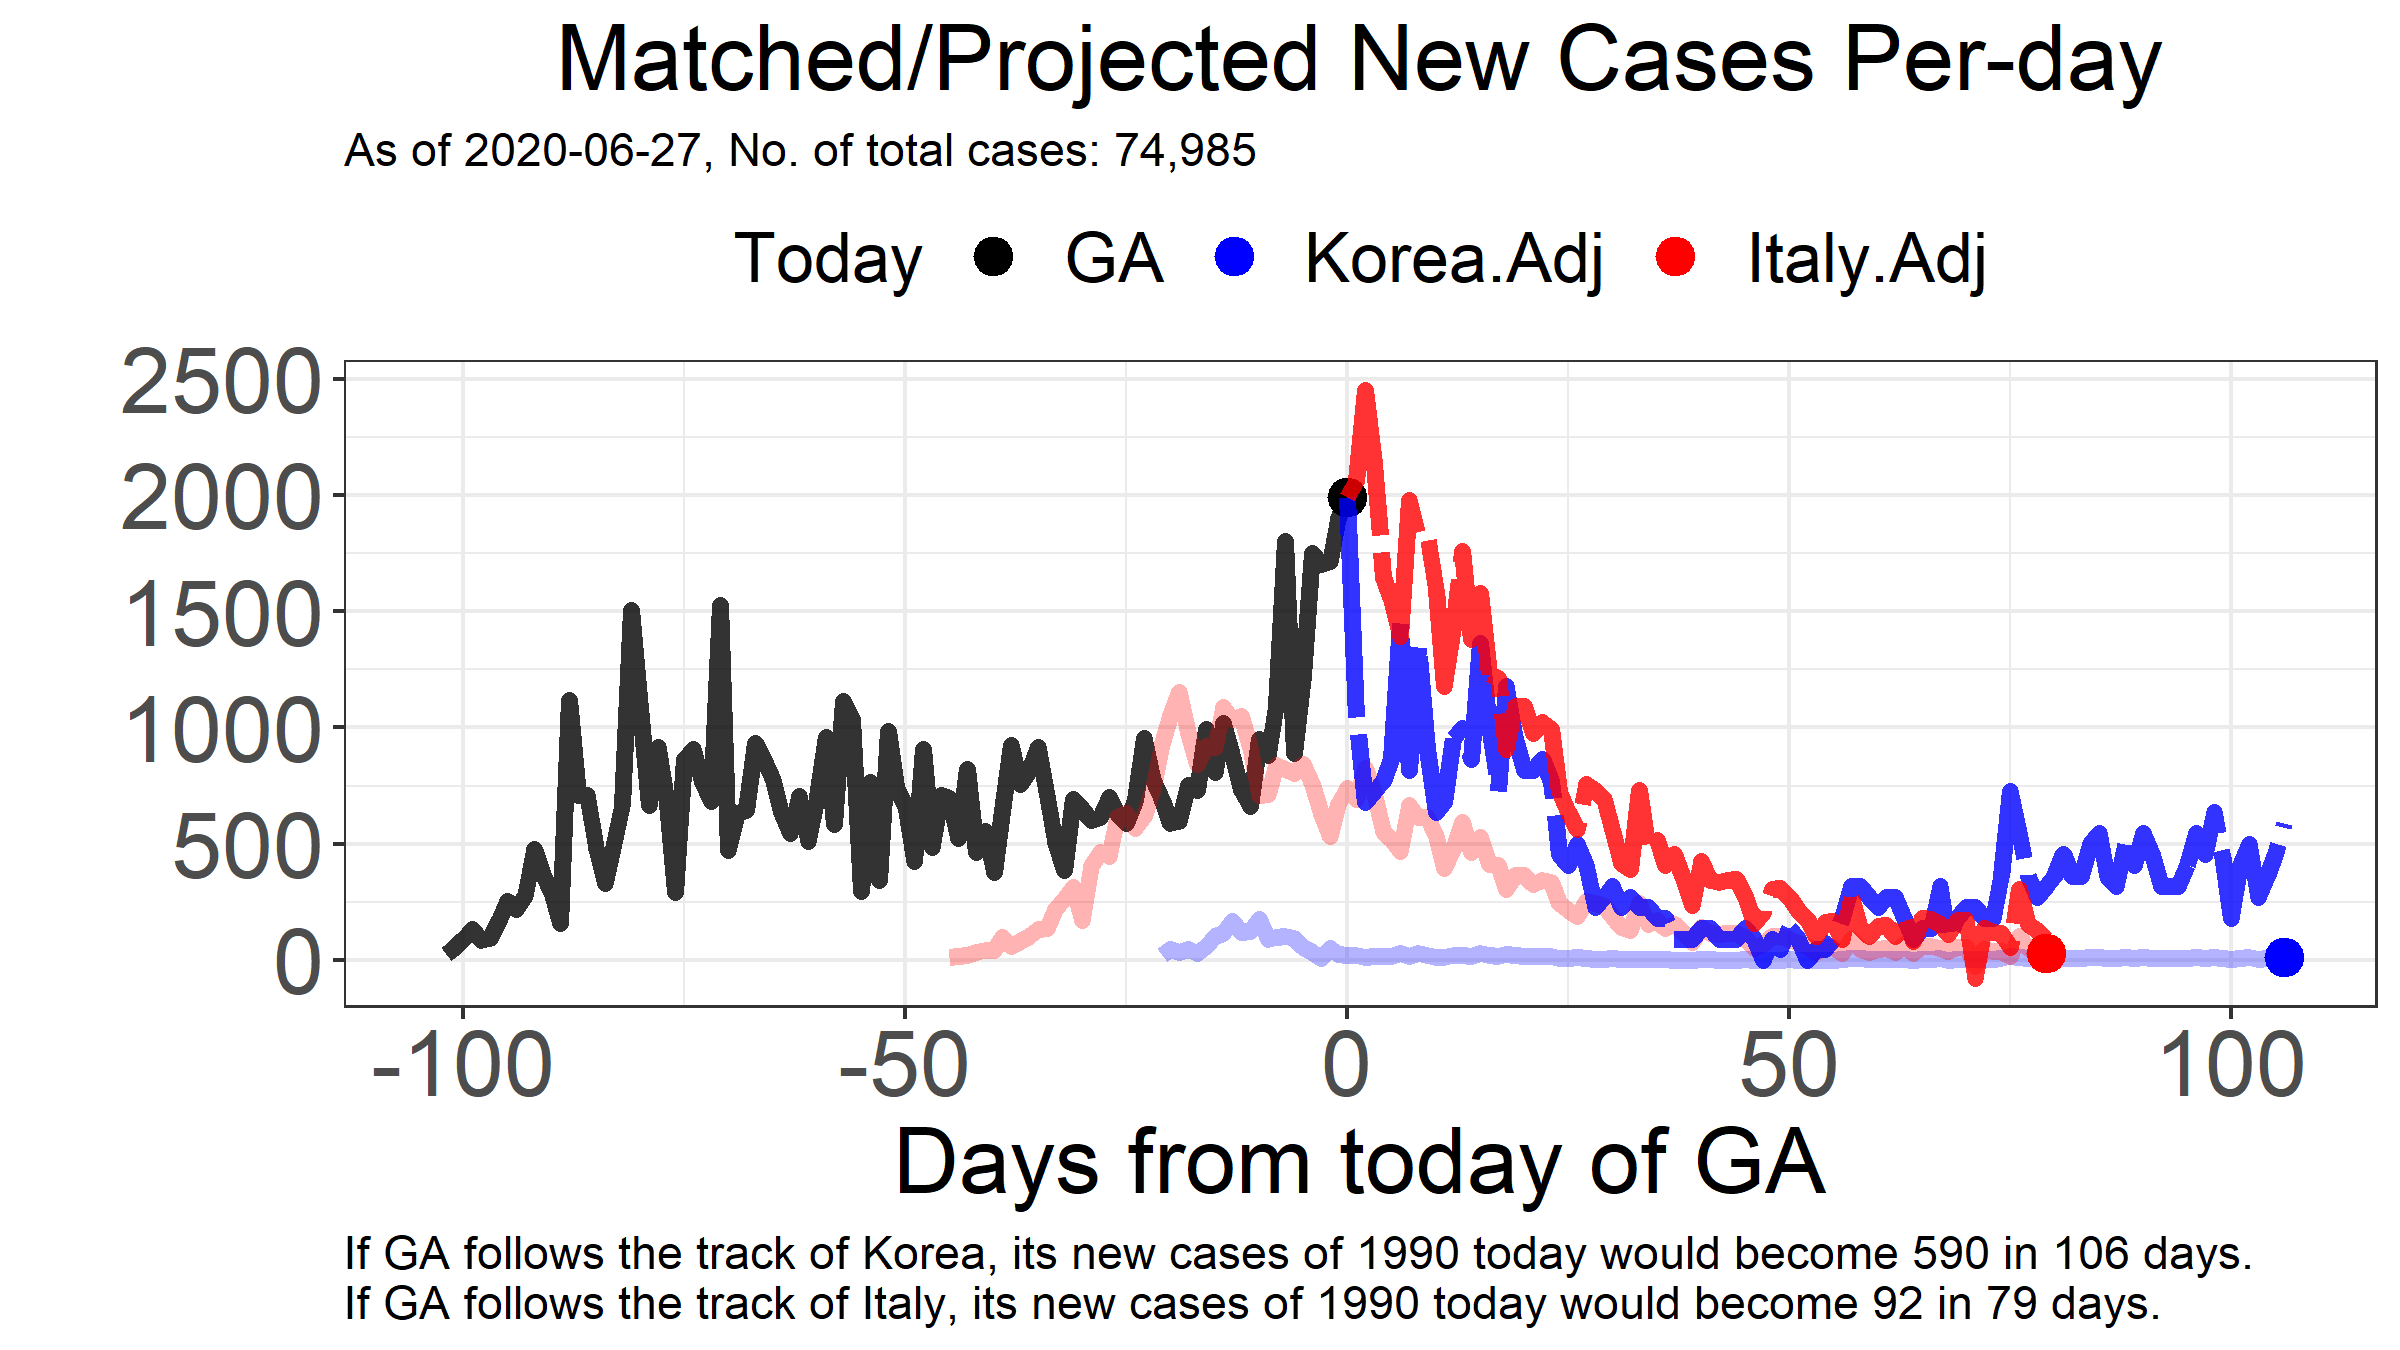 Matched/Projected New Cases Per-day
As of 2020-06-27, No. of total cases: 74,985
Today GA Korea.Adj Italy.Adj
2500
2000
1500
1000
500
0
-100 -50 0 50 100
Days from today of GA
If GA follows the track of Korea, its new cases of 1990 today would become 590 in 106 days.
If GA follows the track of Italy, its new cases of 1990 today would become 92 in 79 days.